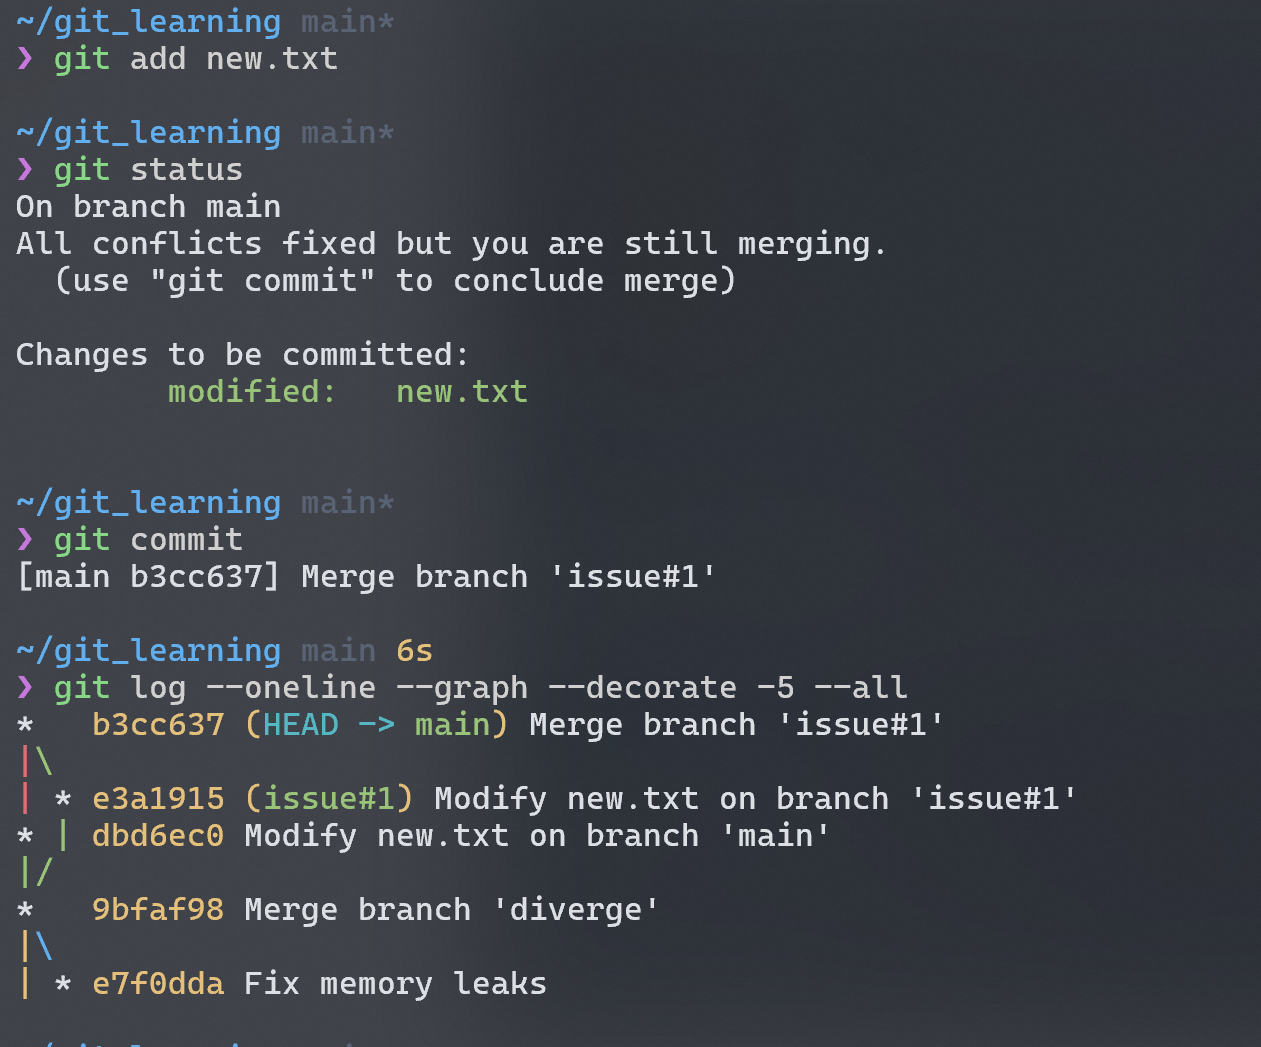 ~/git_learning main*
❯ git add new.txt
~/git_learning main*
❯ git status
On branch main
All conflicts fixed but you are still merging.
  (use "git commit" to conclude merge)
Changes to be committed:
        modified:   new.txt
~/git_learning main*
❯ git commit
[main b3cc637] Merge branch 'issue#1'
~/git_learning main 6s
❯ git log --oneline --graph --decorate -5 --all
*   b3cc637 (HEAD -> main) Merge branch 'issue#1'
|\
| * e3a1915 (issue#1) Modify new.txt on branch 'issue#1'
* | dbd6ec0 Modify new.txt on branch 'main'
|/
*   9bfaf98 Merge branch 'diverge'
|\
| * e7f0dda Fix memory leaks